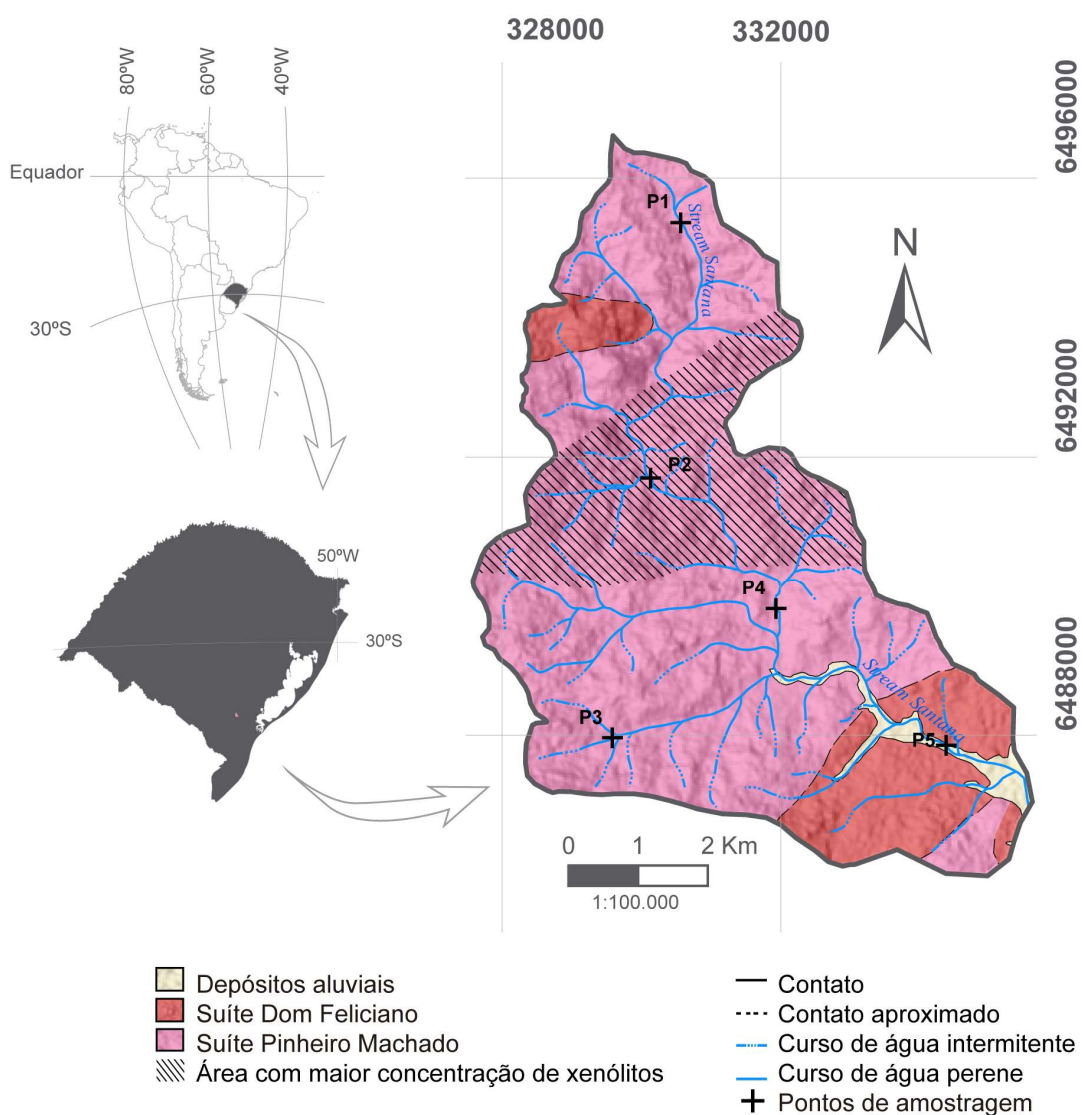 328000
332000
6496000
6492000
6488000
80ºW
60ºW
40ºW
Equador
30ºS
50ºW
30ºS
N
P1
Stream Santana
P2
P4
P3
Stream Santana
P5
0 1 2 Km
1:100.000
Depósitos aluviais
Suíte Dom Feliciano
Suíte Pinheiro Machado
Área com maior concentração de xenólitos
Contato
Contato aproximado
Curso de água intermitente
Curso de água perene
Pontos de amostragem